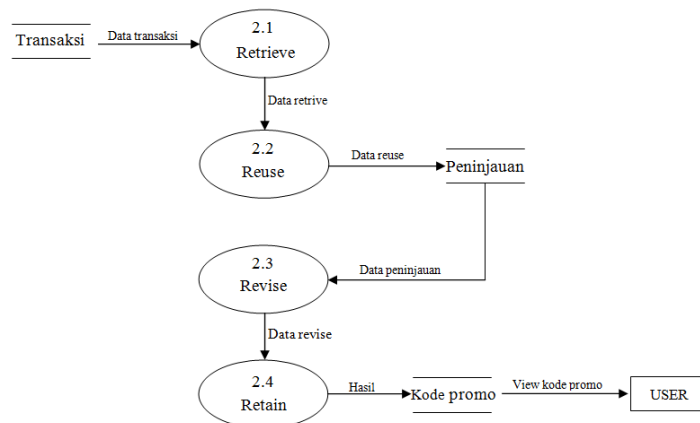 Transaksi
Data transaksi
2.1
Retrieve
Data retrive
2.2
Reuse
Data reuse
Peninjauan
2.3
Revise
Data peninjauan
Data revise
2.4
Retain
Hasil
Kode promo
View kode promo
USER